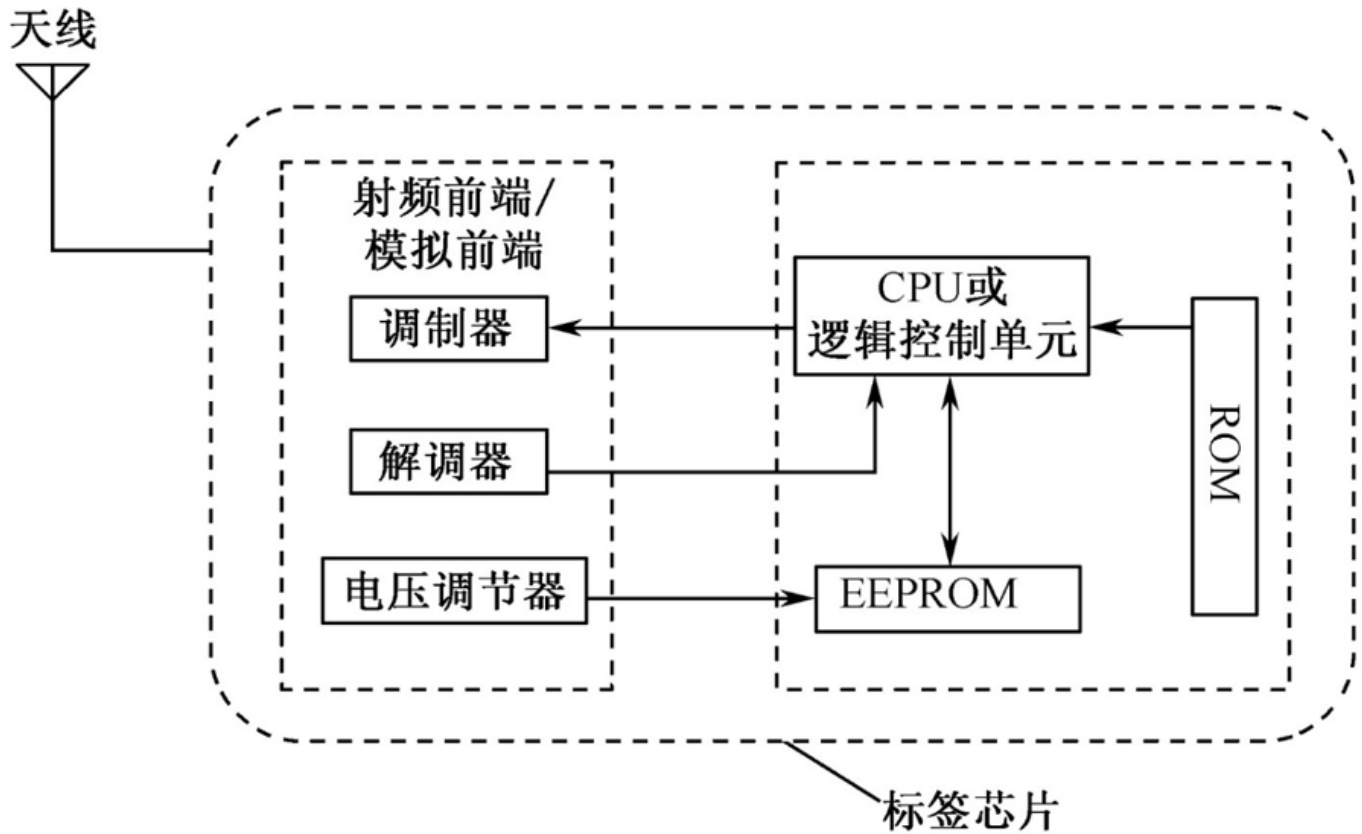 天线
射频前端/
模拟前端
调制器
解调器
电压调节器
CPU或
逻辑控制单元
EEPROM
ROM
标签芯片